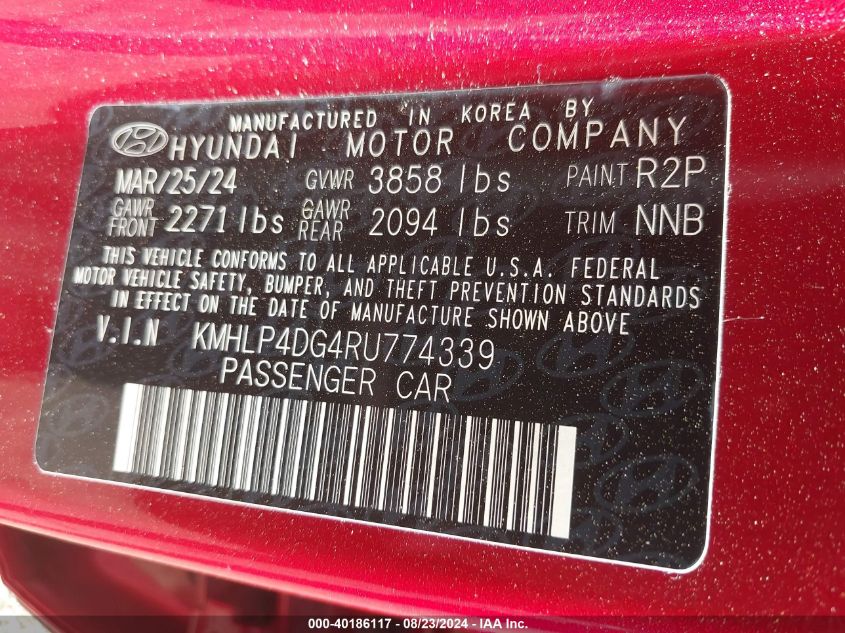 MANUFACTURED IN KOREA BY
HYUNDAI MOTOR COMPANY
MAR/25/24 GVWR 3858 lbs PAINT R2P
GAWR FRONT 2271 lbs GAWR REAR 2094 lbs TRIM NNB
THIS VEHICLE CONFORMS TO ALL APPLICABLE U.S.A. FEDERAL
MOTOR VEHICLE SAFETY, BUMPER, AND THEFT PREVENTION STANDARDS
IN EFFECT ON THE DATE OF MANUFACTURE SHOWN ABOVE
V.I.N KMHLP4DG4RU774339
PASSENGER CAR
000-40186117 - 08/23/2024 - IAA Inc.